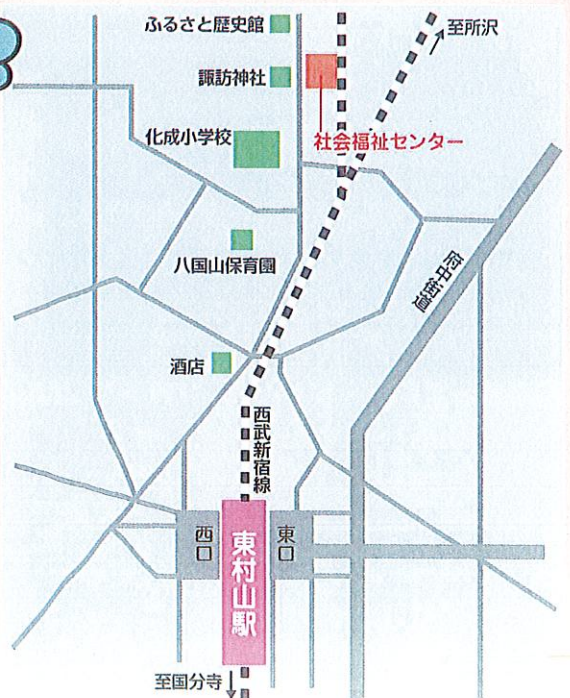 ふるさと歴史館
至所沢
諏訪神社
社会福祉センター
化成小学校
八国山保育園
府中街道
酒店
西武新宿線
西口
東村山駅
東口
至国分寺